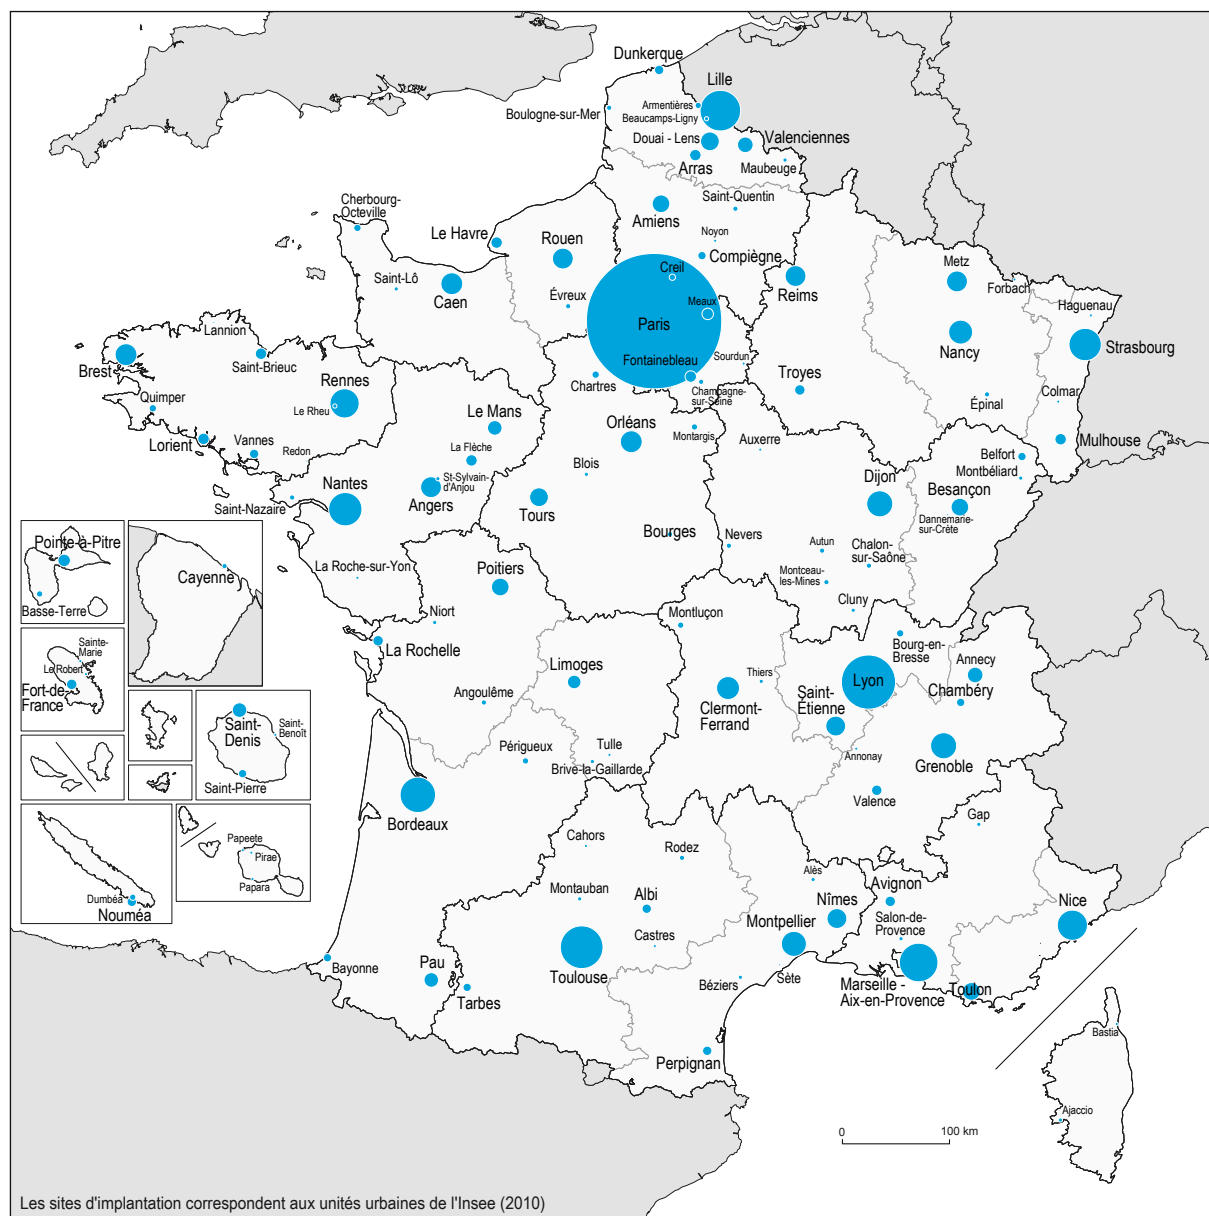 Dunkerque
Lille
Armentières
Boulogne-sur-Mer
Beaucamps-Ligny
Douai - Lens
Valenciennes
Arras
Maubeuge
Cherbourg-
Octeville
Saint-Quentin
Amiens
Le Havre
Rouen
Noyon
Compiègne
Metz
Creil
Saint-Lô
Caen
Reims
Forbach
Évreux
Meaux
Haguenau
Paris
Lannion
Nancy
Strasbourg
Sourdun
Fontainebleau
Saint-Brieuc
Brest
Rennes
Troyes
Chartres
Champagne-
sur-Seine
Colmar
Quimper
Le Rheu
Épinal
Le Mans
Orléans
Montargis
Auxerre
Mulhouse
Lorient
Vannes
Redon
La Flèche
Belfort
Blois
Montbéliard
St-Sylvain-
d'Anjou
Dijon
Nantes
Angers
Besançon
Saint-Nazaire
Tours
Dannemarie-
sur-Crète
Bourges
Nevers
Autun
Chalon-
sur-Saône
Pointe-à-Pitre
La Roche-sur-Yon
Poitiers
Montceau-
les-Mines
Cayenne
Basse-Terre
Niort
Montluçon
Cluny
Sainte-
Marie
La Rochelle
Bourg-en-
Bresse
Le Robert
Limoges
Thiers
Lyon
Annecy
Fort-de-
France
Angoulême
Clermont-
Ferrand
Saint-
Étienne
Chambéry
Saint-
Denis
Saint-
Benoît
Périgueux
Tulle
Annonay
Grenoble
Brive-la-Gaillarde
Saint-Pierre
Valence
Bordeaux
Gap
Papeete
Pirae
Cahors
Rodez
Papara
Alès
Dumbéa
Nouméa
Montauban
Albi
Nîmes
Avignon
Nice
Montpellier
Salon-de-
Provence
Castres
Bayonne
Pau
Toulouse
Béziers
Sète
Marseille -
Aix-en-Provence
Toulon
Tarbes
Bastia
Perpignan
Ajaccio
0 100 km
Les sites d'implantation correspondent aux unités urbaines de l'Insee (2010)